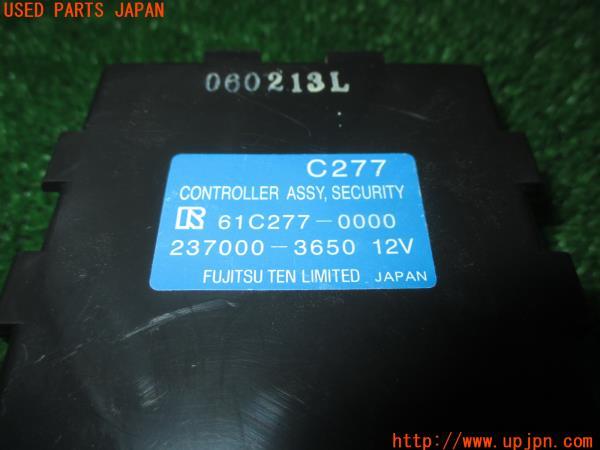 USED PARTS JAPAN
060213L
C277
CONTROLLER ASSY, SECURITY
61C277-0000
237000-3650 12V
FUJITSU TEN LIMITED JAPAN
http://www-upjpn.com/